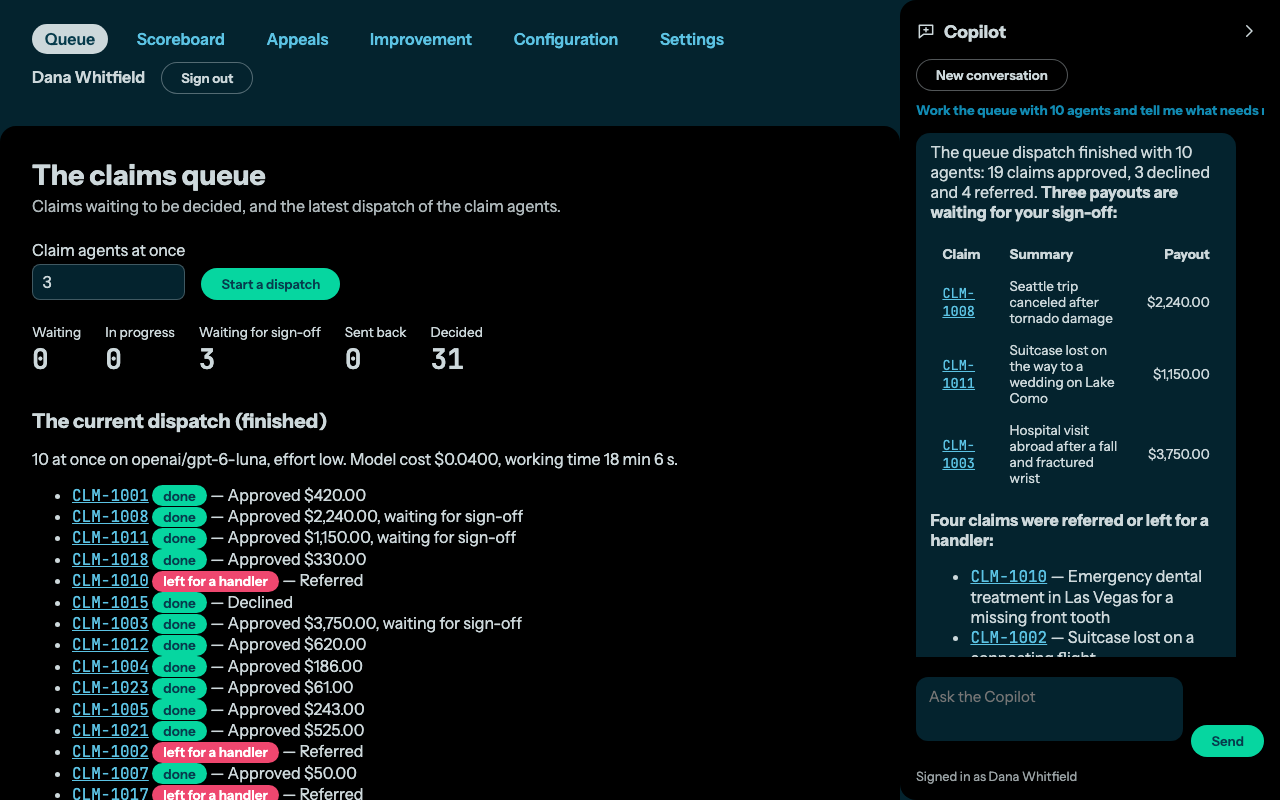 Queue Scoreboard Appeals Improvement Configuration Settings
Dana Whitfield Sign out
The claims queue
Claims waiting to be decided, and the latest dispatch of the claim agents.
Claim agents at once
3 Start a dispatch
Waiting In progress Waiting for sign-off Sent back Decided
0 0 3 0 31
The current dispatch (finished)
10 at once on openai/gpt-6-luna, effort low. Model cost $0.0400, working time 18 min 6 s.
CLM-1001 done — Approved $420.00
CLM-1008 done — Approved $2,240.00, waiting for sign-off
CLM-1011 done — Approved $1,150.00, waiting for sign-off
CLM-1018 done — Approved $330.00
CLM-1010 left for a handler — Referred
CLM-1015 done — Declined
CLM-1003 done — Approved $3,750.00, waiting for sign-off
CLM-1012 done — Approved $620.00
CLM-1004 done — Approved $186.00
CLM-1023 done — Approved $61.00
CLM-1005 done — Approved $243.00
CLM-1021 done — Approved $525.00
CLM-1002 left for a handler — Referred
CLM-1007 done — Approved $50.00
CLM-1017 left for a handler — Referred
Copilot
New conversation
Work the queue with 10 agents and tell me what needs
The queue dispatch finished with 10
agents: 19 claims approved, 3 declined
and 4 referred. Three payouts are
waiting for your sign-off:
Claim Summary Payout
CLM-
1008
Seattle trip
canceled after
tornado damage
$2,240.00
CLM-
1011
Suitcase lost on
the way to a
wedding on Lake
Como
$1,150.00
CLM-
1003
Hospital visit
abroad after a fall
and fractured
wrist
$3,750.00
Four claims were referred or left for a
handler:
CLM-1010 — Emergency dental
treatment in Las Vegas for a
missing front tooth
CLM-1002 — Suitcase lost on a
connecting flight
Ask the Copilot
Send
Signed in as Dana Whitfield